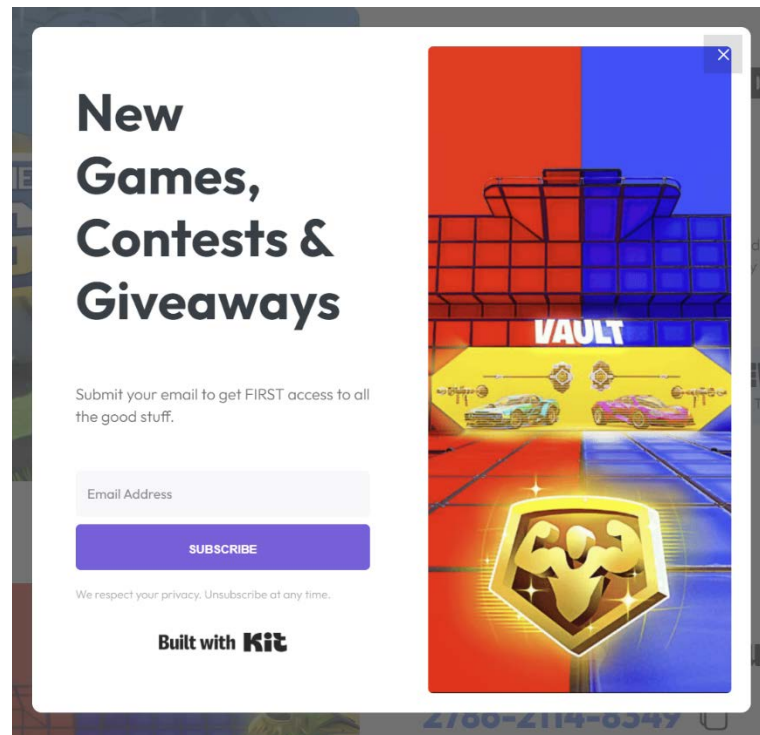 New
Games,
Contests &
Giveaways
Submit your email to get FIRST access to all
the good stuff.
Email Address
SUBSCRIBE
We respect your privacy. Unsubscribe at any time.
Built with Kit
VAULT
2786-2114-8349